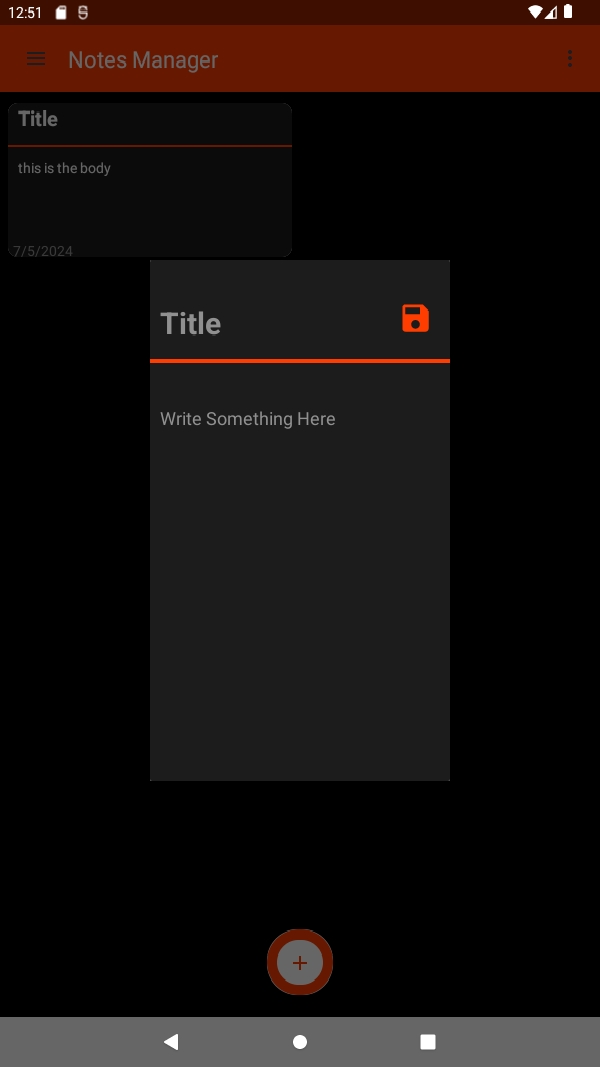 12:51
Notes Manager
Title
this is the body
7/5/2024
Title
Write Something Here